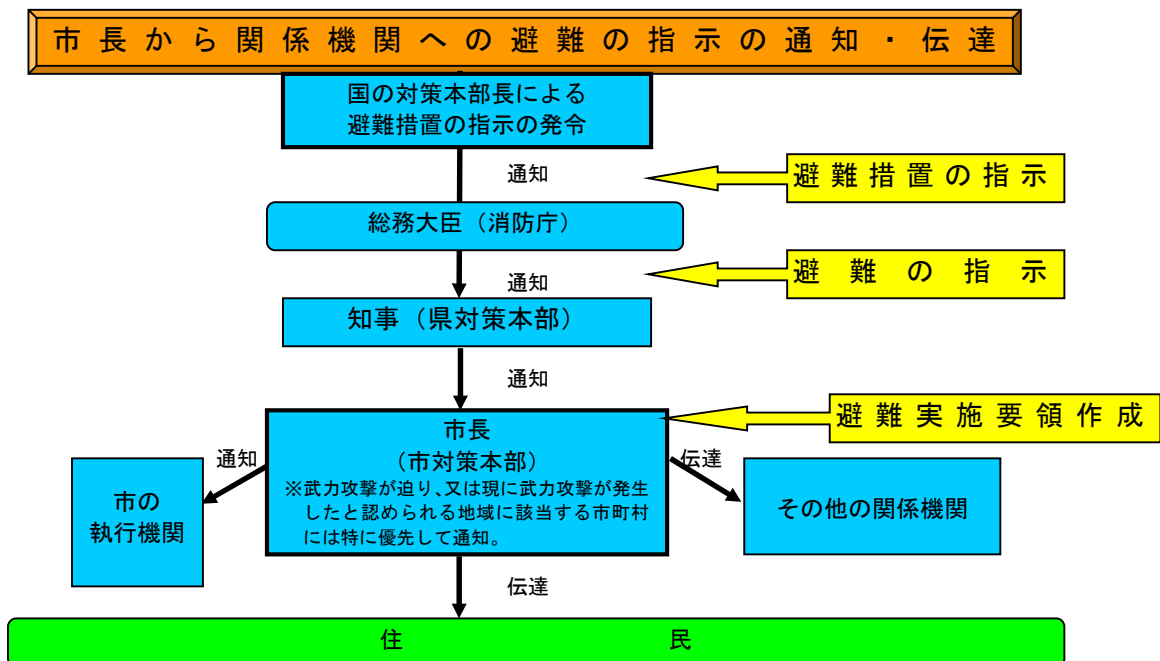 市長から関係機関への避難の指示の通知・伝達
国の対策本部長による
避難措置の指示の発令
通知
避難措置の指示
総務大臣(消防庁)
通知
避難の指示
知事(県対策本部)
通知
避難実施要領作成
市長
(市対策本部)
※武力攻撃が迫り、又は現に武力攻撃が発生
したと認められる地域に該当する市町村
には特に優先して通知。
通知
伝達
市の
執行機関
その他の関係機関
伝達
住民